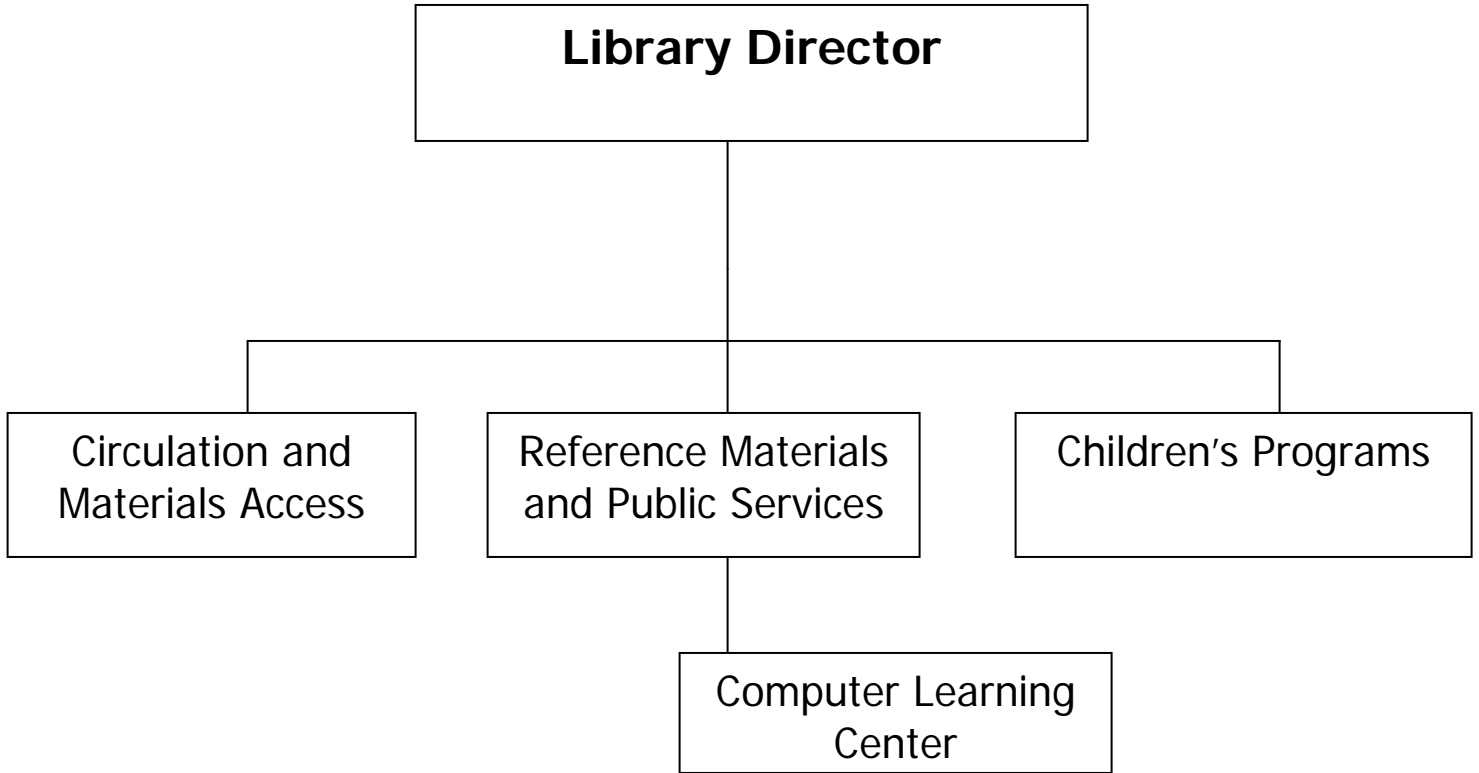 Library Director
Circulation and
Materials Access
Reference Materials
and Public Services
Children's Programs
Computer Learning
Center